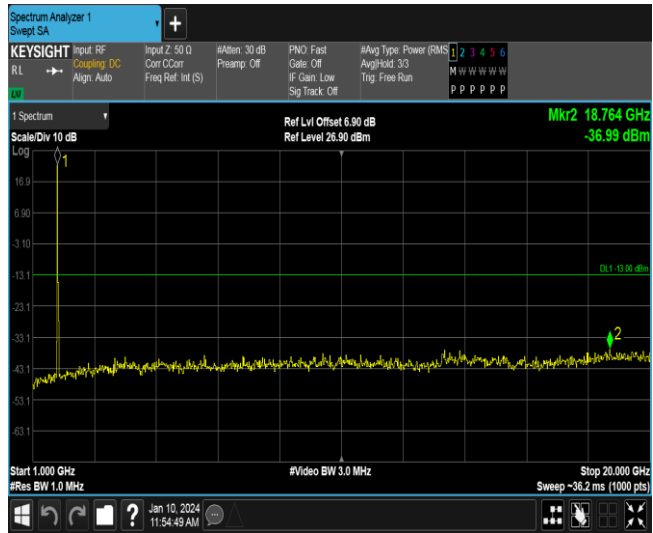 Spectrum Analyzer 1
Swept SA
+
KEYSIGHT Input: RF Input Z: 50 Ω #Atten: 30 dB PNO: Fast #Avg Type: Power (RMS 1 2 3 4 5 6
RL Coupling: DC Corr CCorr Preamp: Off Gate: Off Avg|Hold: 3/3 M W W W W W
Align: Auto Freq Ref: Int (S) IF Gain: Low Trig: Free Run
Sig Track: Off P P P P P P
LXI
1 Spectrum Ref Lvl Offset 6.90 dB Mkr2 18.764 GHz
Scale/Div 10 dB Ref Level 26.90 dBm -36.99 dBm
Log
1
16.9
6.90
-3.10
DL1 -13.00 dBm
-13.1
-23.1
-33.1
2
-43.1
-53.1
-63.1
Start 1.000 GHz #Video BW 3.0 MHz Stop 20.000 GHz
#Res BW 1.0 MHz Sweep ~36.2 ms (1000 pts)
? Jan 10, 2024
11:54:49 AM